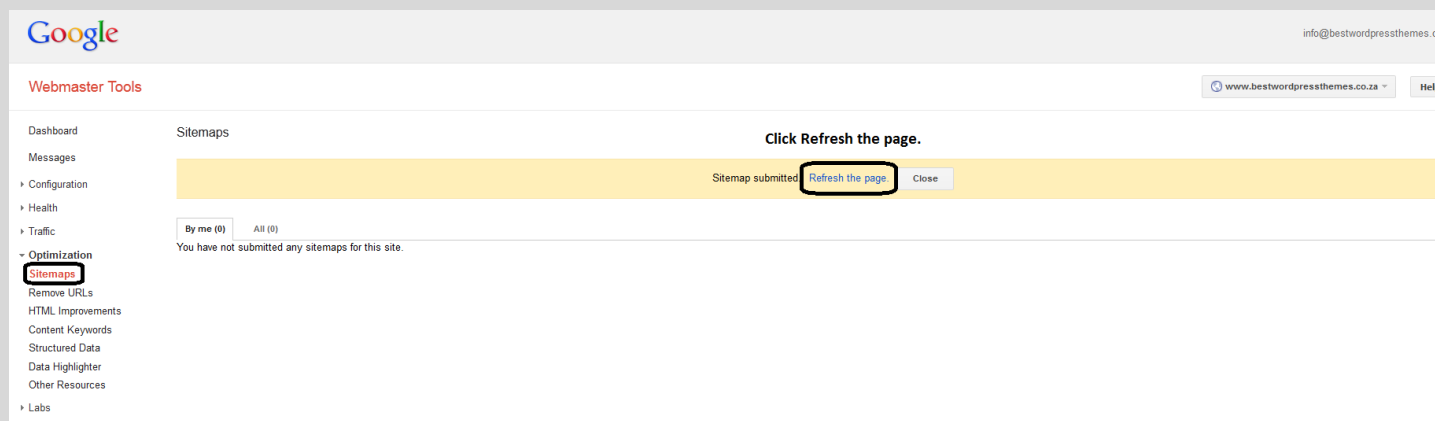 Google
info@bestwordpressthemes.c
Webmaster Tools
www.bestwordpressthemes.co.za
Hel
Dashboard
Messages
Configuration
Health
Traffic
Optimization
Sitemaps
Remove URLs
HTML Improvements
Content Keywords
Structured Data
Data Highlighter
Other Resources
Labs
Sitemaps
Click Refresh the page.
Sitemap submitted. Refresh the page. Close
By me (0) All (0)
You have not submitted any sitemaps for this site.